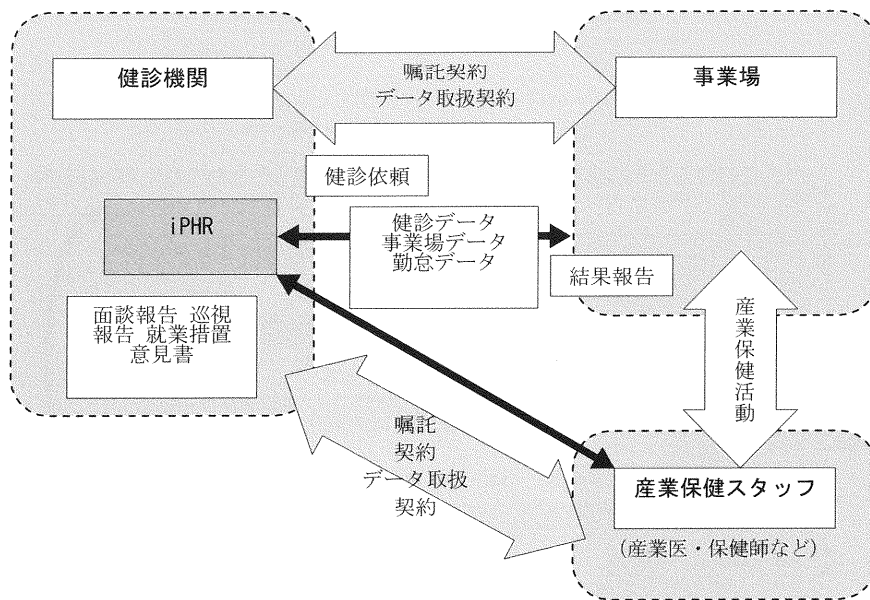 健診機関
嘱託契約
データ取扱契約
事業場
健診依頼
iPHR
健診データ
事業場データ
勤怠データ
結果報告
面談報告 巡視
報告 就業措置
意見書
産業保健活動
嘱託
契約
データ取扱
契約
産業保健スタッフ
（産業医・保健師など）